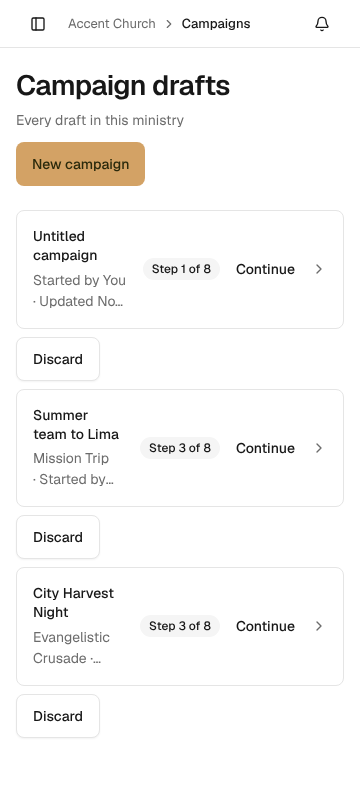 Accent Church > Campaigns
Campaign drafts
Every draft in this ministry
New campaign
Untitled
campaign
Started by You
· Updated No...
Step 1 of 8
Continue
Discard
Summer
team to Lima
Mission Trip
· Started by...
Step 3 of 8
Continue
Discard
City Harvest
Night
Evangelistic
Crusade ·...
Step 3 of 8
Continue
Discard